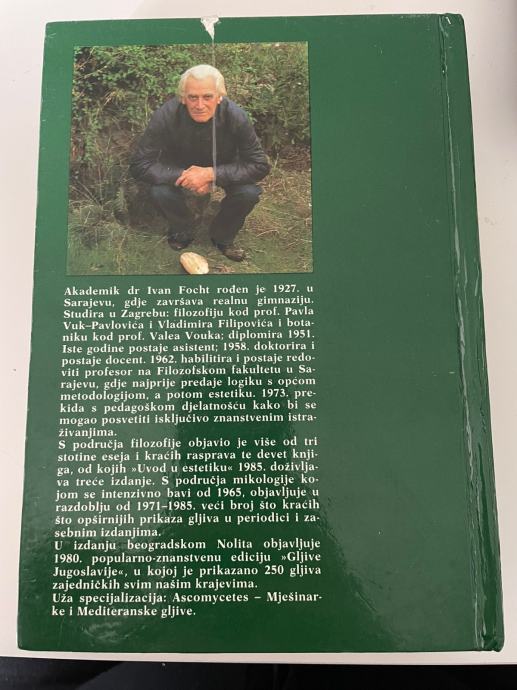 Akademik dr Ivan Focht rođen je 1927. u
Sarajevu, gdje završava realnu gimnaziju.
Studira u Zagrebu: filozofiju kod prof. Pavla
Vuk–Pavlovića i Vladimira Filipovića i bota-
niku kod prof. Valea Vouka; diplomira 1951.
Iste godine postaje asistent; 1958. doktorira i
postaje docent. 1962. habilitira i postaje redo-
viti profesor na Filozofskom fakultetu u Sa-
rajevu, gdje najprije predaje logiku s općom
metodologijom, a potom estetiku. 1973. pre-
kida s pedagoškom djelatnošću kako bi se
mogao posvetiti isključivo znanstvenim istra-
živanjima.
S područja filozofije objavio je više od tri
stotine eseja i kraćih rasprava te devet knji-
ga, od kojih »Uvod u estetiku« 1985. doživlja-
va treće izdanje. S područja mikologije ko-
jom se intenzivno bavi od 1965, objavljuje u
razdoblju od 1971–1985. veći broj što kraćih
što opširnijih prikaza gljiva u periodici i za-
sebnim izdanjima.
U izdanju beogradskom Nolita objavljuje
1980. popularno-znanstvenu ediciju »Gljive
Jugoslavije«, u kojoj je prikazano 250 gljiva
zajedničkih svim našim krajevima.
Uža specijalizacija: Ascomycetes – Mješinar-
ke i Mediteranske gljive.